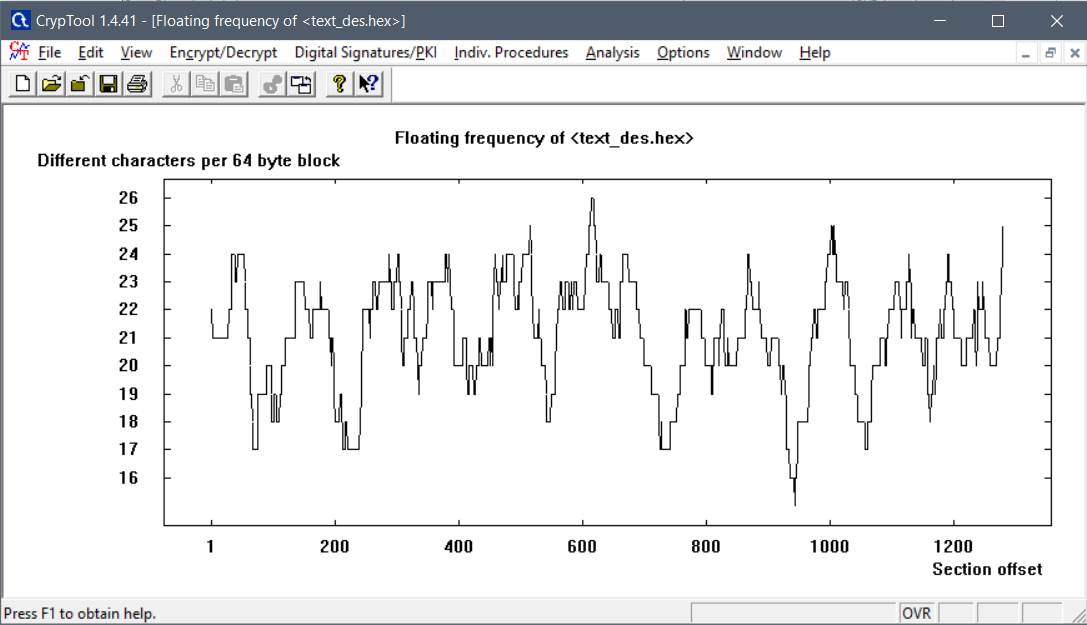 CrypTool 1.4.41 - [Floating frequency of <text_des.hex>]
File Edit View Encrypt/Decrypt Digital Signatures/PKI Indiv. Procedures Analysis Options Window Help
Floating frequency of <text_des.hex>
Different characters per 64 byte block
26
25
24
23
22
21
20
19
18
17
16
1 200 400 600 800 1000 1200
Section offset
Press F1 to obtain help. OVR